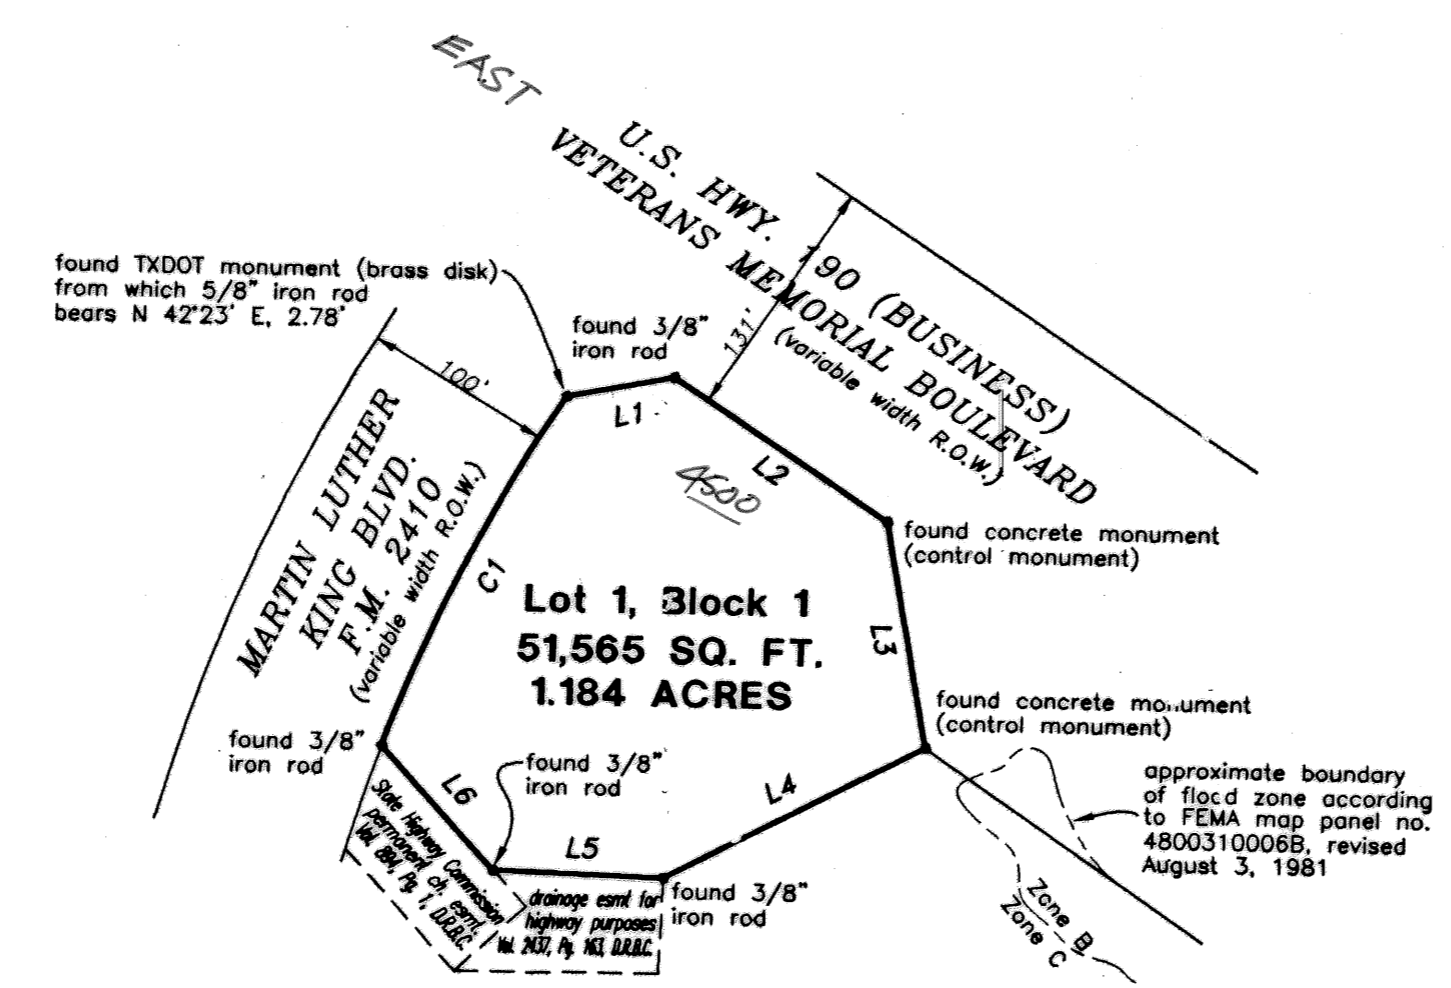 EAST
U.S. HWY. 190 (BUSINESS)
VETERANS MEMORIAL BOULEVARD
(variable width R.O.W.)
131'
found TXDOT monument (brass disk)
from which 5/8" iron rod
bears N 42°23' E, 2.78'
found 3/8"
iron rod
100'
L1
L2
4500
MARTIN LUTHER
KING BLVD.
F.M. 2410
(variable width R.O.W.)
C1
found concrete monument
(control monument)
Lot 1, Block 1
51,565 SQ. FT.
1.184 ACRES
L3
found concrete monument
(control monument)
found 3/8"
iron rod
L6
found 3/8"
iron rod
L4
approximate boundary
of flood zone according
to FEMA map panel no.
4800310006B, revised
August 3, 1981
L5
State Highway Commission
permanent ch. esmt.
Vol. 894, Pg. 1, D.R.B.C.
drainage esmt for
highway purposes
Vol. 2437, Pg. 163, D.R.B.C.
found 3/8"
iron rod
Zone B
Zone C